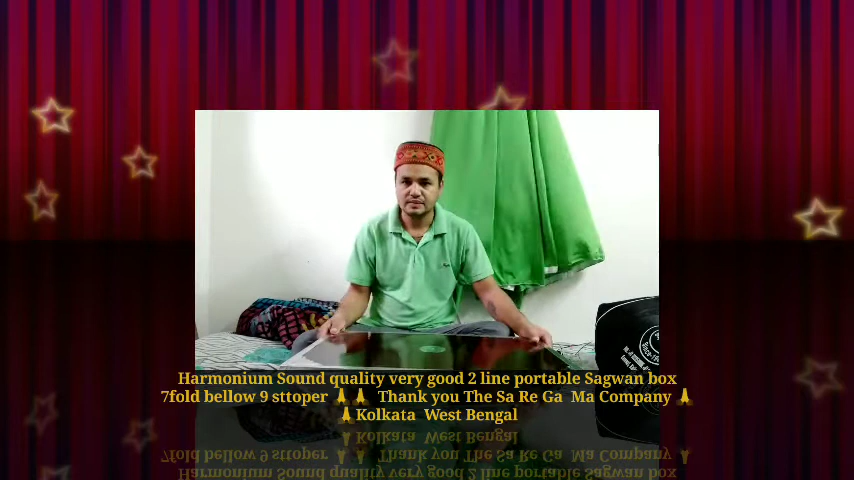 Harmonium Sound quality very good 2 line portable Sagwan box
7fold bellow 9 sttoper 🙏🙏 Thank you The Sa Re Ga Ma Company 🙏
🙏Kolkata West Bengal